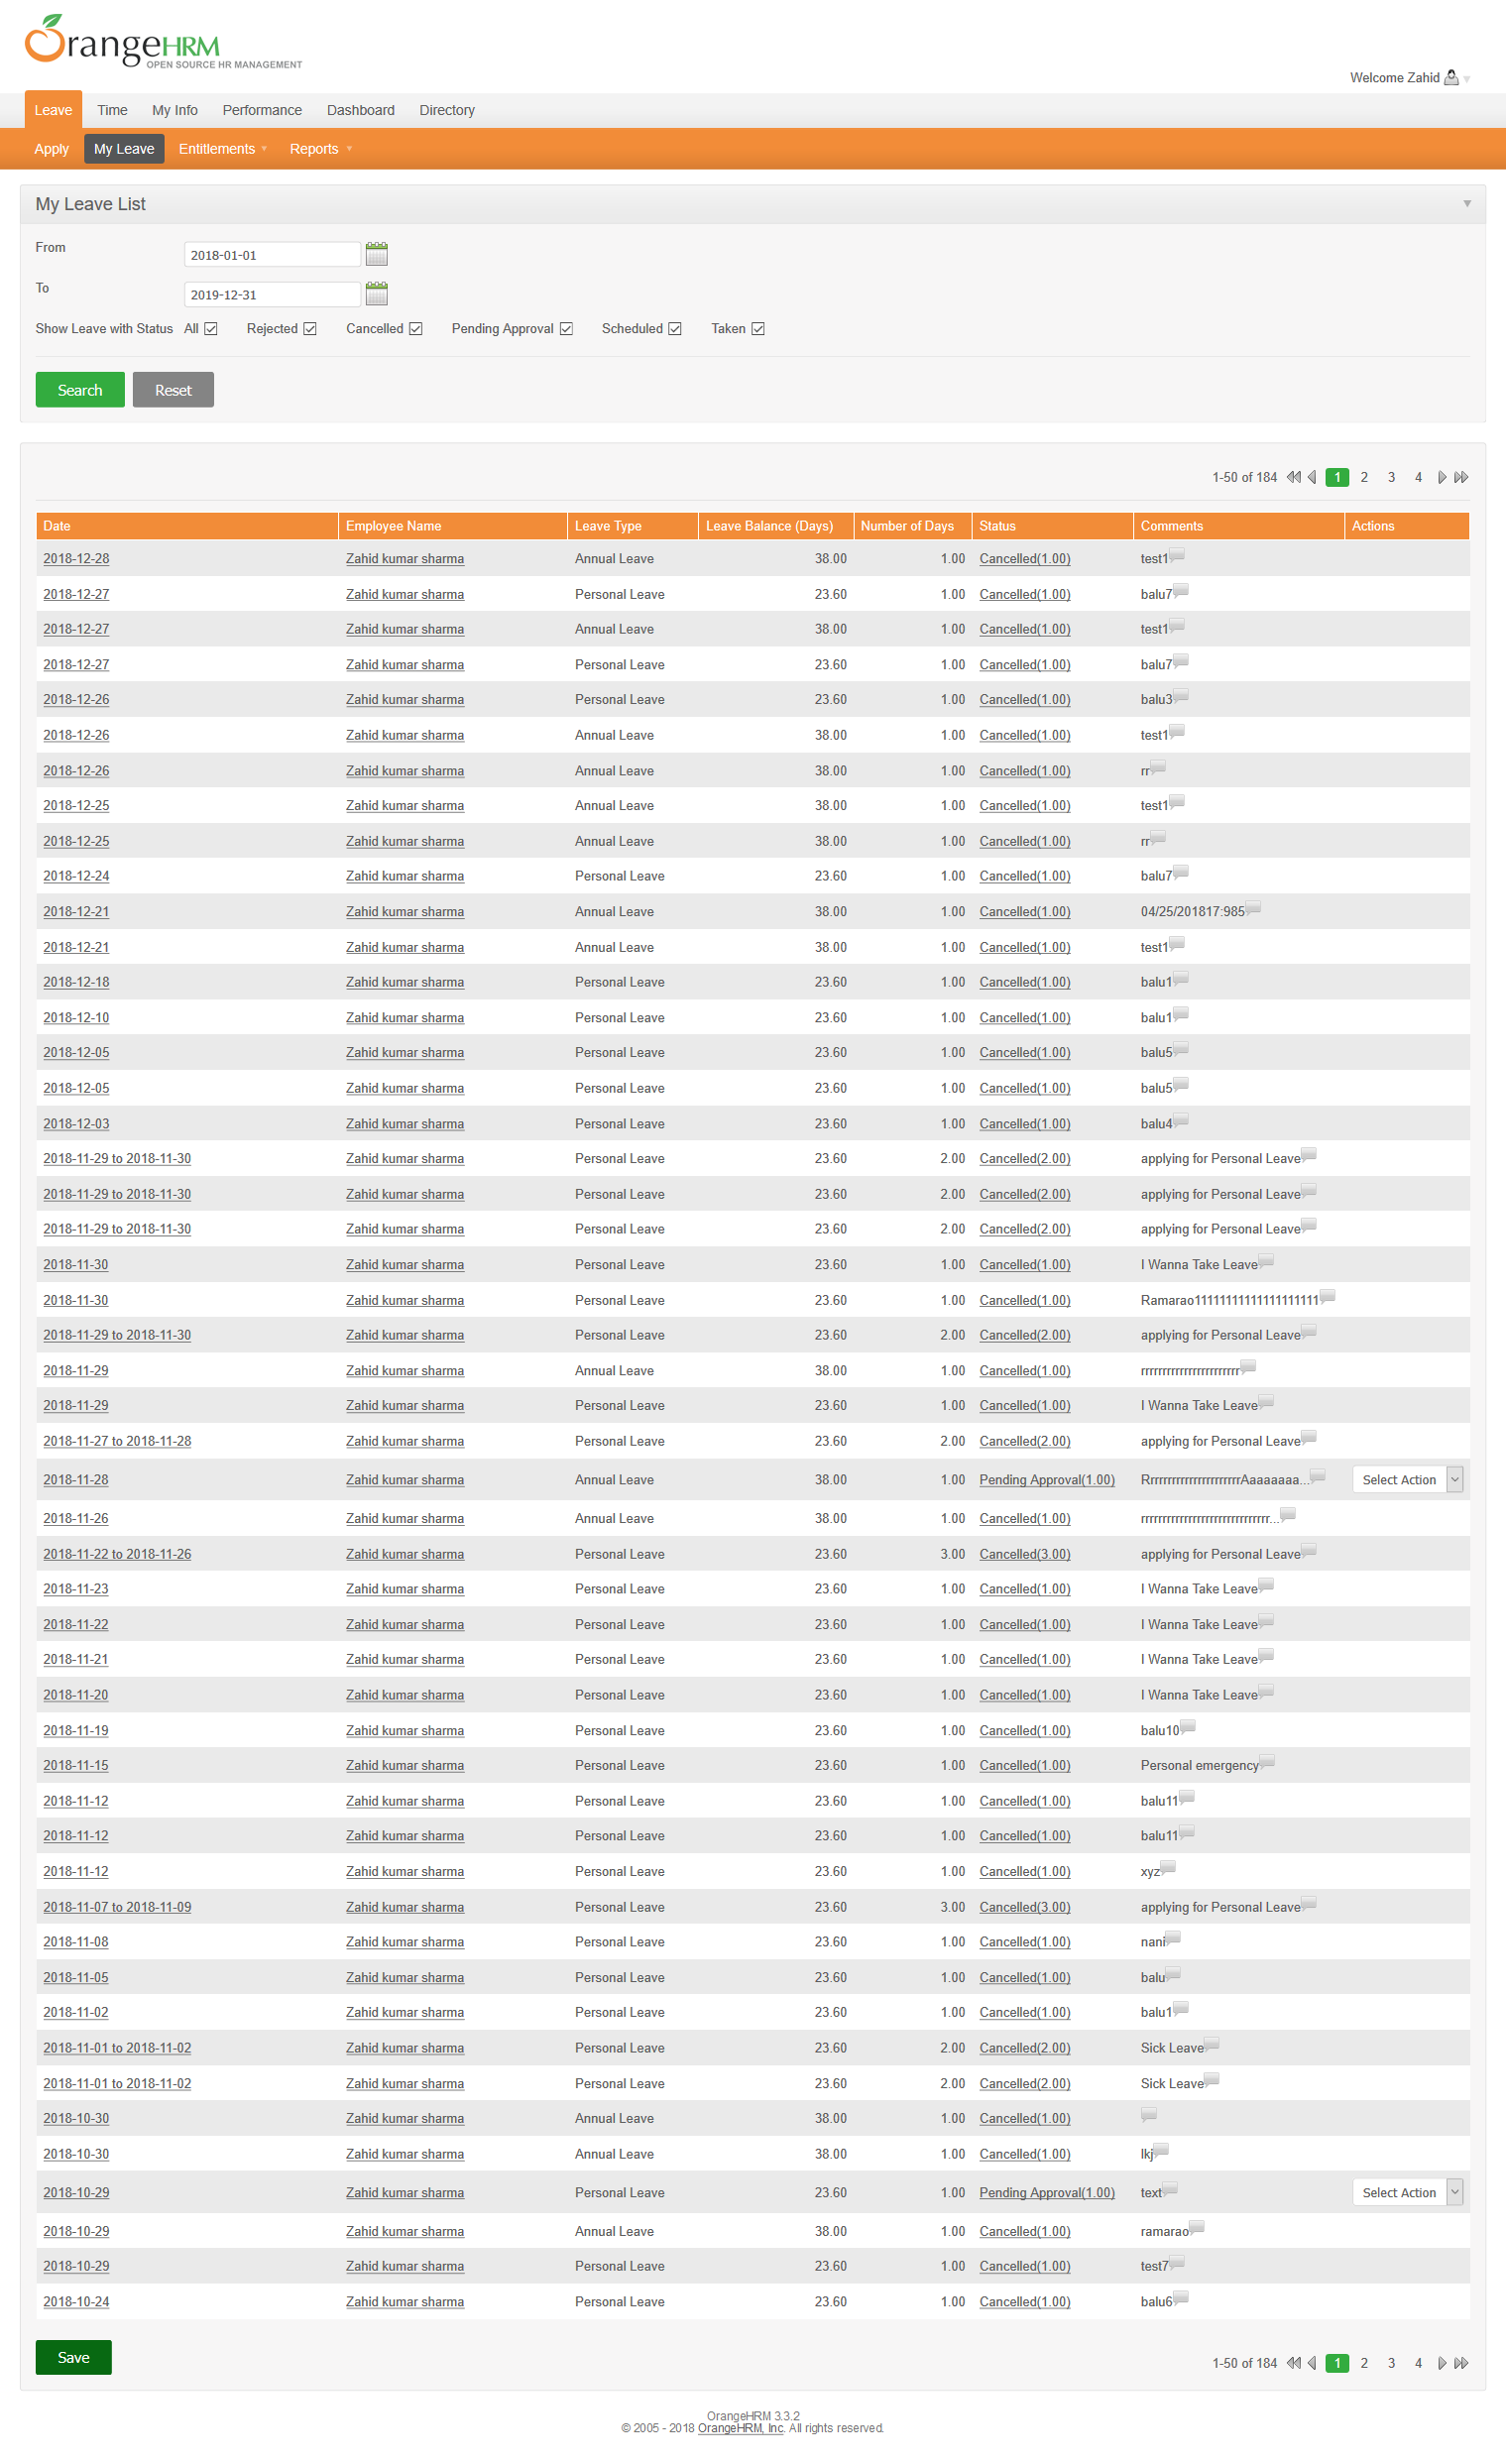 OrangeHRM
OPEN SOURCE HR MANAGEMENT
Welcome Zahid
Leave Time My Info Performance Dashboard Directory
Apply My Leave Entitlements Reports
My Leave List
From 2018-01-01
To 2019-12-31
Show Leave with Status All Rejected Cancelled Pending Approval Scheduled Taken
Search Reset
1-50 of 184 1 2 3 4
Date Employee Name Leave Type Leave Balance (Days) Number of Days Status Comments Actions
2018-12-28 Zahid kumar sharma Annual Leave 38.00 1.00 Cancelled(1.00) test1
2018-12-27 Zahid kumar sharma Personal Leave 23.60 1.00 Cancelled(1.00) balu7
2018-12-27 Zahid kumar sharma Annual Leave 38.00 1.00 Cancelled(1.00) test1
2018-12-27 Zahid kumar sharma Personal Leave 23.60 1.00 Cancelled(1.00) balu7
2018-12-26 Zahid kumar sharma Personal Leave 23.60 1.00 Cancelled(1.00) balu3
2018-12-26 Zahid kumar sharma Annual Leave 38.00 1.00 Cancelled(1.00) test1
2018-12-26 Zahid kumar sharma Annual Leave 38.00 1.00 Cancelled(1.00) rr
2018-12-25 Zahid kumar sharma Annual Leave 38.00 1.00 Cancelled(1.00) test1
2018-12-25 Zahid kumar sharma Annual Leave 38.00 1.00 Cancelled(1.00) rr
2018-12-24 Zahid kumar sharma Personal Leave 23.60 1.00 Cancelled(1.00) balu7
2018-12-21 Zahid kumar sharma Annual Leave 38.00 1.00 Cancelled(1.00) 04/25/201817:985
2018-12-21 Zahid kumar sharma Annual Leave 38.00 1.00 Cancelled(1.00) test1
2018-12-18 Zahid kumar sharma Personal Leave 23.60 1.00 Cancelled(1.00) balu1
2018-12-10 Zahid kumar sharma Personal Leave 23.60 1.00 Cancelled(1.00) balu1
2018-12-05 Zahid kumar sharma Personal Leave 23.60 1.00 Cancelled(1.00) balu5
2018-12-05 Zahid kumar sharma Personal Leave 23.60 1.00 Cancelled(1.00) balu5
2018-12-03 Zahid kumar sharma Personal Leave 23.60 1.00 Cancelled(1.00) balu4
2018-11-29 to 2018-11-30 Zahid kumar sharma Personal Leave 23.60 2.00 Cancelled(2.00) applying for Personal Leave
2018-11-29 to 2018-11-30 Zahid kumar sharma Personal Leave 23.60 2.00 Cancelled(2.00) applying for Personal Leave
2018-11-29 to 2018-11-30 Zahid kumar sharma Personal Leave 23.60 2.00 Cancelled(2.00) applying for Personal Leave
2018-11-30 Zahid kumar sharma Personal Leave 23.60 1.00 Cancelled(1.00) I Wanna Take Leave
2018-11-30 Zahid kumar sharma Personal Leave 23.60 1.00 Cancelled(1.00)
2018-11-29 to 2018-11-30 Zahid kumar sharma Personal Leave 23.60 2.00 Cancelled(2.00) applying for Personal Leave
2018-11-29 Zahid kumar sharma Annual Leave 38.00 1.00 Cancelled(1.00)
2018-11-29 Zahid kumar sharma Personal Leave 23.60 1.00 Cancelled(1.00) I Wanna Take Leave
2018-11-27 to 2018-11-28 Zahid kumar sharma Personal Leave 23.60 2.00 Cancelled(2.00) applying for Personal Leave
2018-11-28 Zahid kumar sharma Annual Leave 38.00 1.00 Pending Approval(1.00) Select Action
2018-11-26 Zahid kumar sharma Annual Leave 38.00 1.00 Cancelled(1.00)
2018-11-22 to 2018-11-26 Zahid kumar sharma Personal Leave 23.60 3.00 Cancelled(3.00) applying for Personal Leave
2018-11-23 Zahid kumar sharma Personal Leave 23.60 1.00 Cancelled(1.00) I Wanna Take Leave
2018-11-22 Zahid kumar sharma Personal Leave 23.60 1.00 Cancelled(1.00) I Wanna Take Leave
2018-11-21 Zahid kumar sharma Personal Leave 23.60 1.00 Cancelled(1.00) I Wanna Take Leave
2018-11-20 Zahid kumar sharma Personal Leave 23.60 1.00 Cancelled(1.00) I Wanna Take Leave
2018-11-19 Zahid kumar sharma Personal Leave 23.60 1.00 Cancelled(1.00) balu10
2018-11-15 Zahid kumar sharma Personal Leave 23.60 1.00 Cancelled(1.00) Personal emergency
2018-11-12 Zahid kumar sharma Personal Leave 23.60 1.00 Cancelled(1.00) balu11
2018-11-12 Zahid kumar sharma Personal Leave 23.60 1.00 Cancelled(1.00) balu11
2018-11-12 Zahid kumar sharma Personal Leave 23.60 1.00 Cancelled(1.00) xyz
2018-11-07 to 2018-11-09 Zahid kumar sharma Personal Leave 23.60 3.00 Cancelled(3.00) applying for Personal Leave
2018-11-08 Zahid kumar sharma Personal Leave 23.60 1.00 Cancelled(1.00) nani
2018-11-05 Zahid kumar sharma Personal Leave 23.60 1.00 Cancelled(1.00) balu
2018-11-02 Zahid kumar sharma Personal Leave 23.60 1.00 Cancelled(1.00) balu1
2018-11-01 to 2018-11-02 Zahid kumar sharma Personal Leave 23.60 2.00 Cancelled(2.00) Sick Leave
2018-11-01 to 2018-11-02 Zahid kumar sharma Personal Leave 23.60 2.00 Cancelled(2.00) Sick Leave
2018-10-30 Zahid kumar sharma Annual Leave 38.00 1.00 Cancelled(1.00)
2018-10-30 Zahid kumar sharma Annual Leave 38.00 1.00 Cancelled(1.00) lkj
2018-10-29 Zahid kumar sharma Personal Leave 23.60 1.00 Pending Approval(1.00) text Select Action
2018-10-29 Zahid kumar sharma Annual Leave 38.00 1.00 Cancelled(1.00) ramarao
2018-10-29 Zahid kumar sharma Personal Leave 23.60 1.00 Cancelled(1.00) test7
2018-10-24 Zahid kumar sharma Personal Leave 23.60 1.00 Cancelled(1.00) balu6
Save
1-50 of 184 1 2 3 4
OrangeHRM 3.3.2
© 2005 - 2018 OrangeHRM, Inc. All rights reserved.